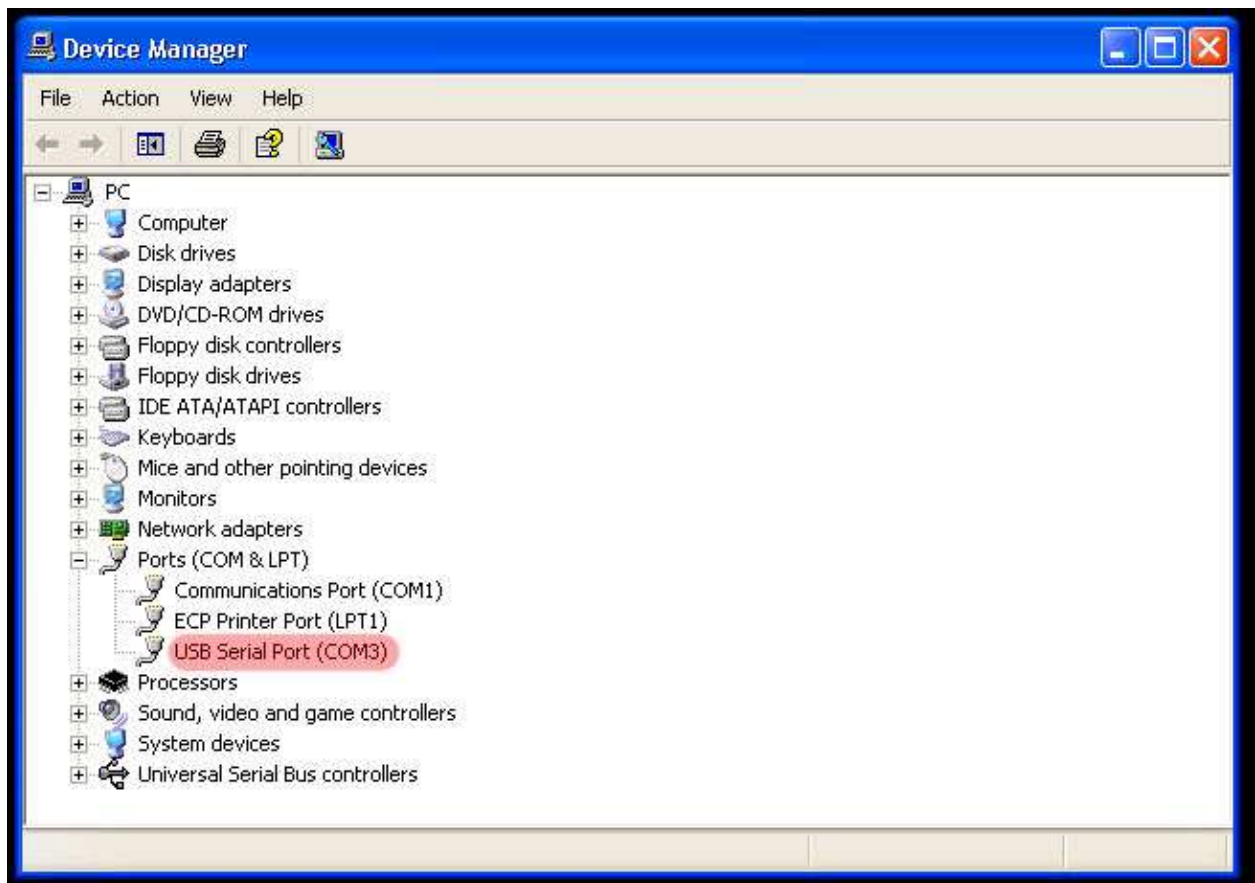 Device Manager
File Action View Help
PC
Computer
Disk drives
Display adapters
DVD/CD-ROM drives
Floppy disk controllers
Floppy disk drives
IDE ATA/ATAPI controllers
Keyboards
Mice and other pointing devices
Monitors
Network adapters
Ports (COM & LPT)
Communications Port (COM1)
ECP Printer Port (LPT1)
USB Serial Port (COM3)
Processors
Sound, video and game controllers
System devices
Universal Serial Bus controllers